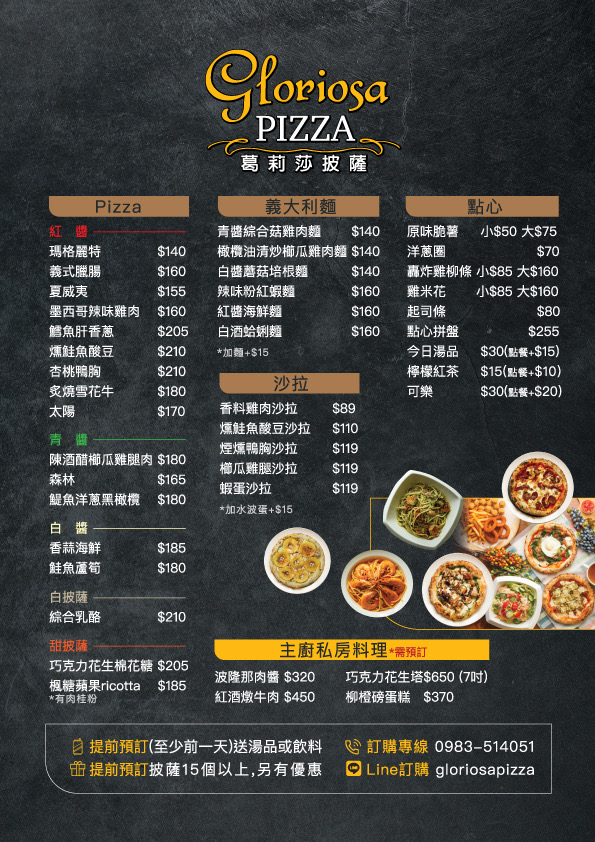 Gloriosa
PIZZA
葛莉莎披薩
Pizza
紅 醬
瑪格麗特 $140
義式臘腸 $160
夏威夷 $155
墨西哥辣味雞肉 $160
鱈魚肝香蔥 $205
燻鮭魚酸豆 $210
杏桃鴨胸 $210
炙燒雪花牛 $180
太陽 $170
青 醬
陳酒醋櫛瓜雞腿肉 $180
森林 $165
鯷魚洋蔥黑橄欖 $180
白 醬
香蒜海鮮 $185
鮭魚蘆筍 $180
白披薩
綜合乳酪 $210
甜披薩
巧克力花生棉花糖 $205
楓糖蘋果ricotta $185
*有肉桂粉
義大利麵
青醬綜合菇雞肉麵 $140
橄欖油清炒櫛瓜雞肉麵 $140
白醬蘑菇培根麵 $140
辣味粉紅蝦麵 $160
紅醬海鮮麵 $160
白酒蛤蜊麵 $160
*加麵+$15
沙拉
香料雞肉沙拉 $89
燻鮭魚酸豆沙拉 $110
煙燻鴨胸沙拉 $119
櫛瓜雞腿沙拉 $119
蝦蛋沙拉 $119
*加水波蛋+$15
點心
原味脆薯 小$50 大$75
洋蔥圈 $70
轟炸雞柳條 小$85 大$160
雞米花 小$85 大$160
起司條 $80
點心拼盤 $255
今日湯品 $30(點餐+$15)
檸檬紅茶 $15(點餐+$10)
可樂 $30(點餐+$20)
主廚私房料理*需預訂
波隆那肉醬 $320 巧克力花生塔$650 (7吋)
紅酒燉牛肉 $450 柳橙磅蛋糕 $370
提前預訂(至少前一天)送湯品或飲料
提前預訂披薩15個以上,另有優惠
訂購專線 0983-514051
LINE
Line訂購 gloriosapizza